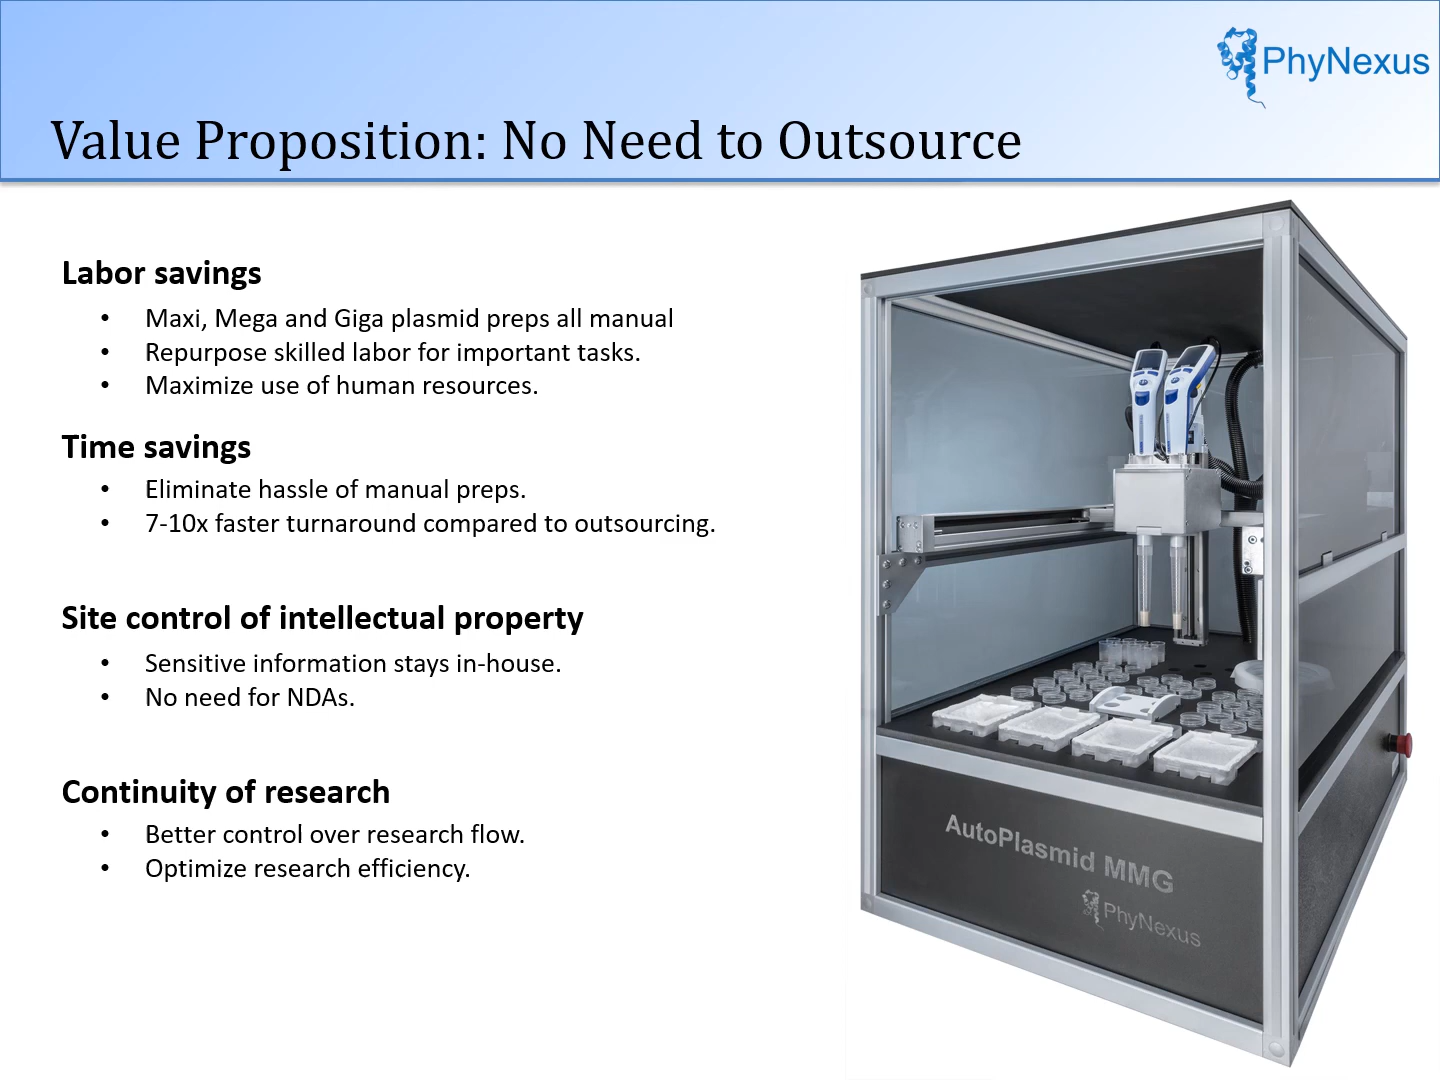 PhyNexus
Value Proposition: No Need to Outsource
Labor savings
• Maxi, Mega and Giga plasmid preps all manual
• Repurpose skilled labor for important tasks.
• Maximize use of human resources.
Time savings
• Eliminate hassle of manual preps.
• 7-10x faster turnaround compared to outsourcing.
Site control of intellectual property
• Sensitive information stays in-house.
• No need for NDAs.
Continuity of research
• Better control over research flow.
• Optimize research efficiency.
AutoPlasmid MMG
PhyNexus